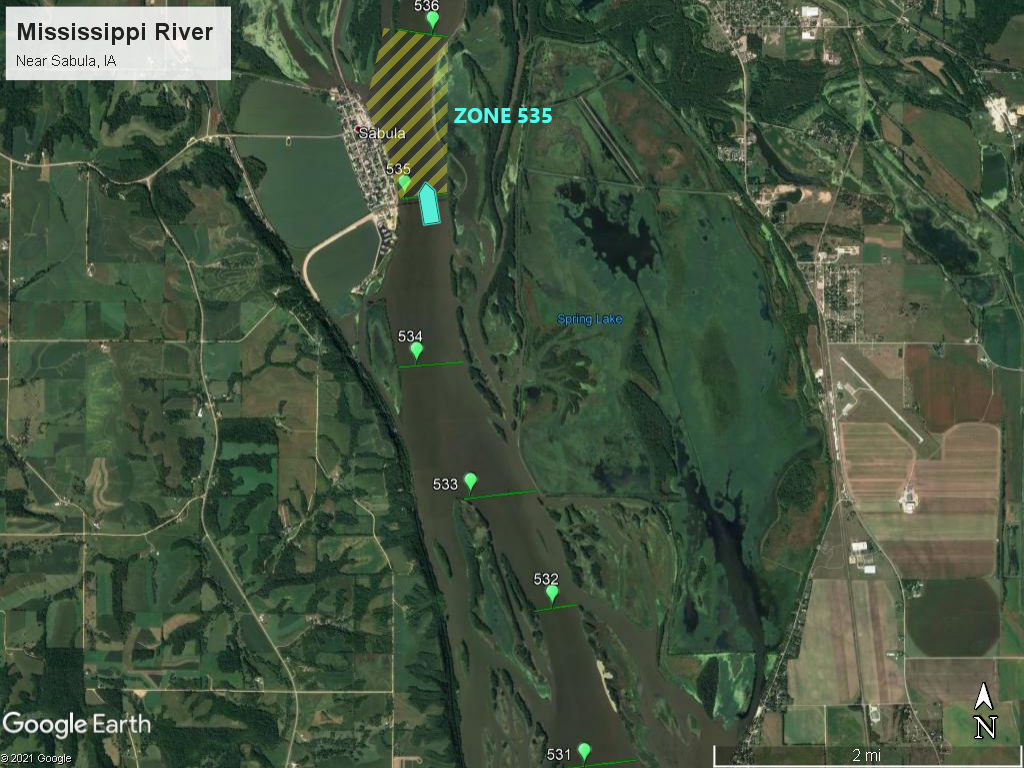 Mississippi River
Near Sabula, IA
536
ZONE 535
Sabula
535
Spring Lake
534
533
532
531
2 mi
N
Google Earth
© 2021 Google